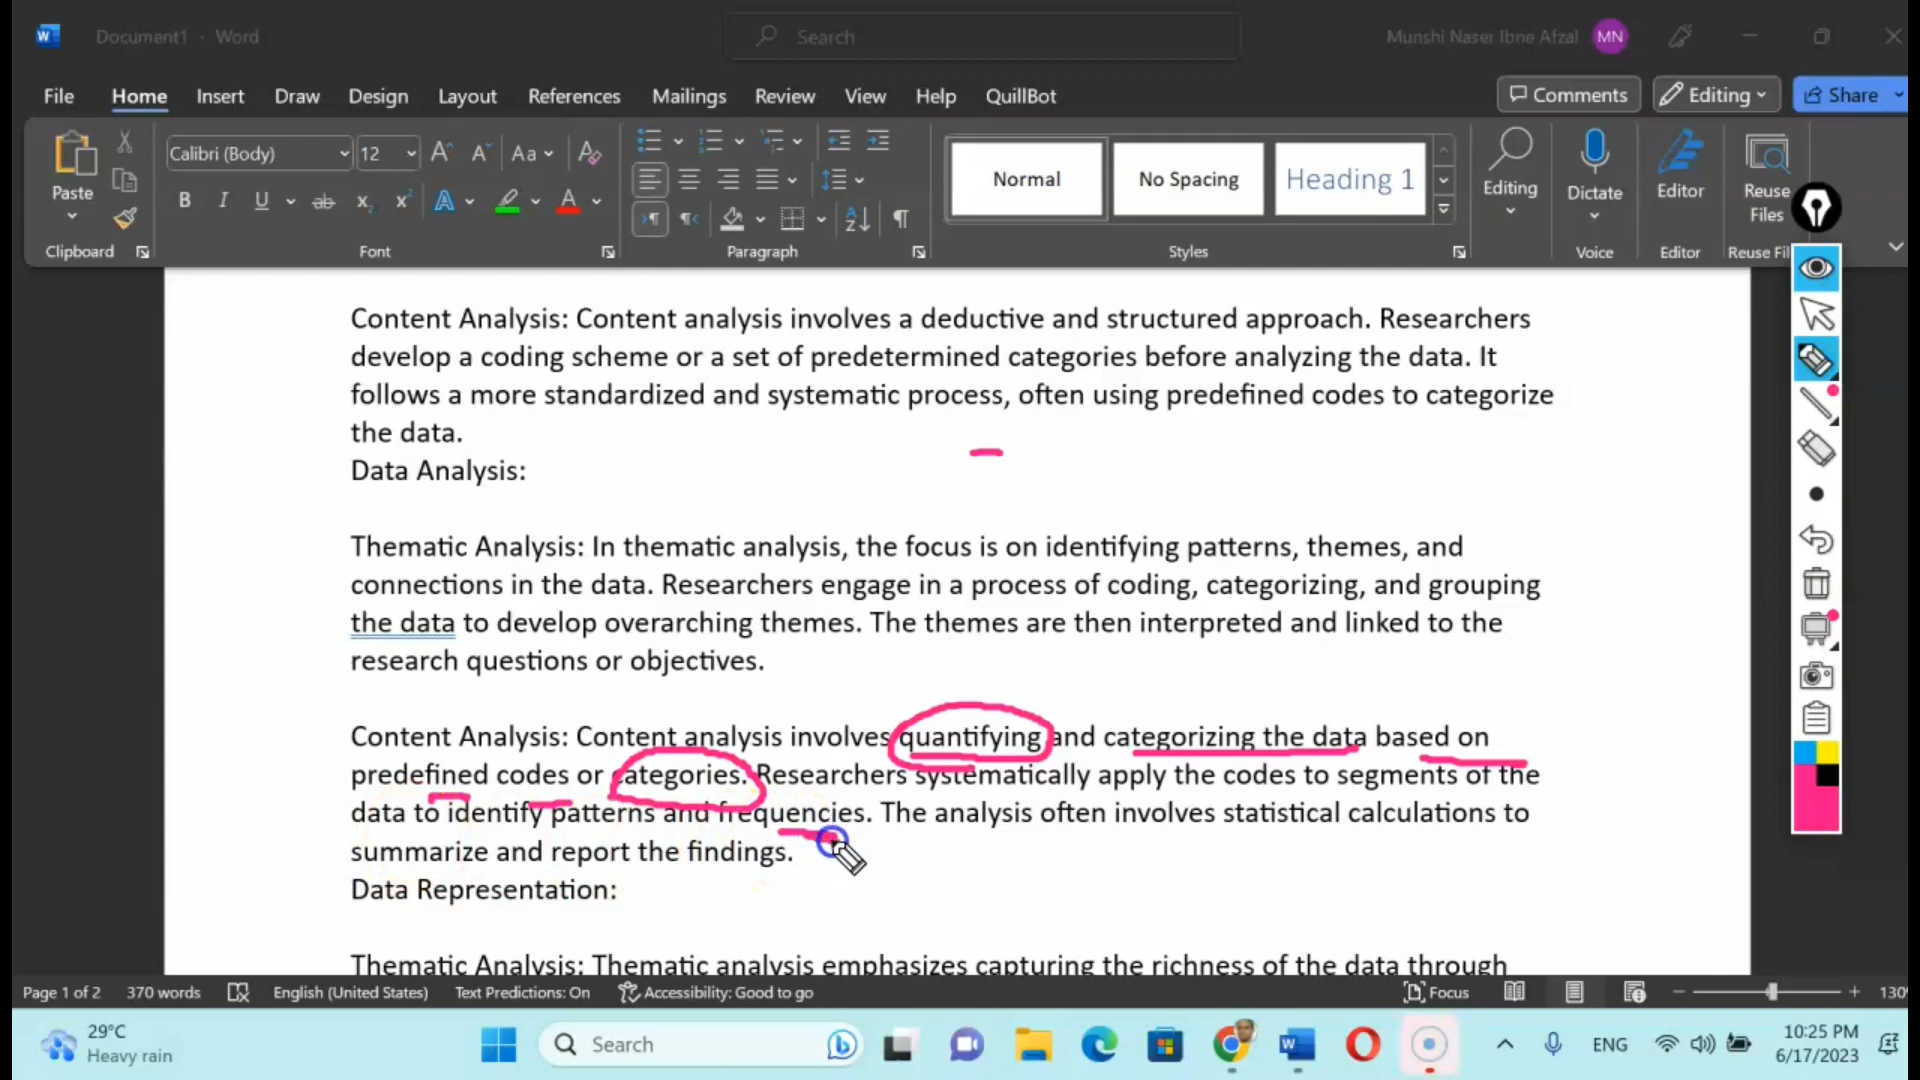 Document1 - Word
Search
Munshi Naser Ibne Afzal MN
File Home Insert Draw Design Layout References Mailings Review View Help QuillBot
Comments Editing Share
Calibri (Body) 12 Aa
Paste
B I U ab x₂ x² A A
Normal No Spacing Heading 1
Editing Dictate Editor Reuse Files
Clipboard Font Paragraph Styles Voice Editor Reuse Fil
Content Analysis: Content analysis involves a deductive and structured approach. Researchers
develop a coding scheme or a set of predetermined categories before analyzing the data. It
follows a more standardized and systematic process, often using predefined codes to categorize
the data.
Data Analysis:
Thematic Analysis: In thematic analysis, the focus is on identifying patterns, themes, and
connections in the data. Researchers engage in a process of coding, categorizing, and grouping
the data to develop overarching themes. The themes are then interpreted and linked to the
research questions or objectives.
Content Analysis: Content analysis involves quantifying and categorizing the data based on
predefined codes or categories. Researchers systematically apply the codes to segments of the
data to identify patterns and frequencies. The analysis often involves statistical calculations to
summarize and report the findings.
Data Representation:
Thematic Analysis: Thematic analysis emphasizes capturing the richness of the data through
Page 1 of 2 370 words English (United States) Text Predictions: On Accessibility: Good to go Focus 130
29°C
Heavy rain
Search
ENG
10:25 PM
6/17/2023